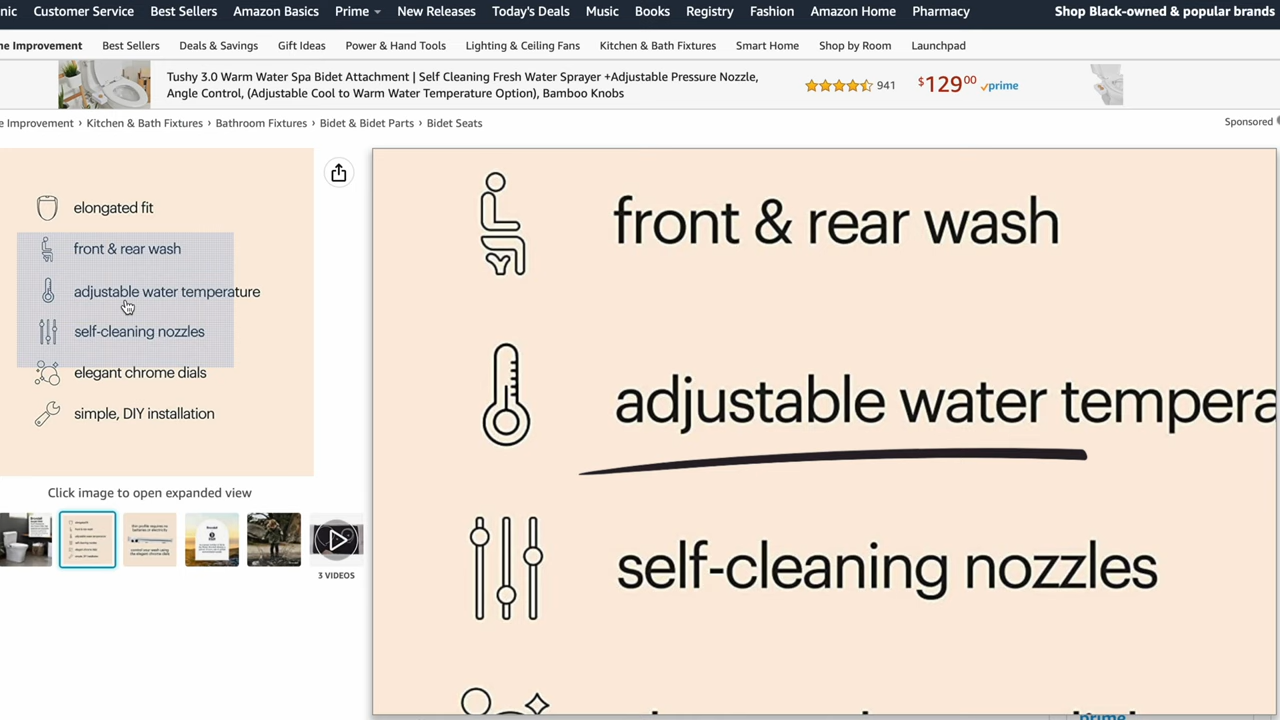 nic Customer Service Best Sellers Amazon Basics Prime New Releases Today's Deals Music Books Registry Fashion Amazon Home Pharmacy Shop Black-owned & popular brands
ne Improvement Best Sellers Deals & Savings Gift Ideas Power & Hand Tools Lighting & Ceiling Fans Kitchen & Bath Fixtures Smart Home Shop by Room Launchpad
Tushy 3.0 Warm Water Spa Bidet Attachment | Self Cleaning Fresh Water Sprayer +Adjustable Pressure Nozzle,
Angle Control, (Adjustable Cool to Warm Water Temperature Option), Bamboo Knobs
941
$129.00 prime
e Improvement › Kitchen & Bath Fixtures › Bathroom Fixtures › Bidet & Bidet Parts › Bidet Seats
Sponsored
elongated fit
front & rear wash
adjustable water temperature
self-cleaning nozzles
elegant chrome dials
simple, DIY installation
Click image to open expanded view
3 VIDEOS
front & rear wash
adjustable water tempera
self-cleaning nozzles
prime